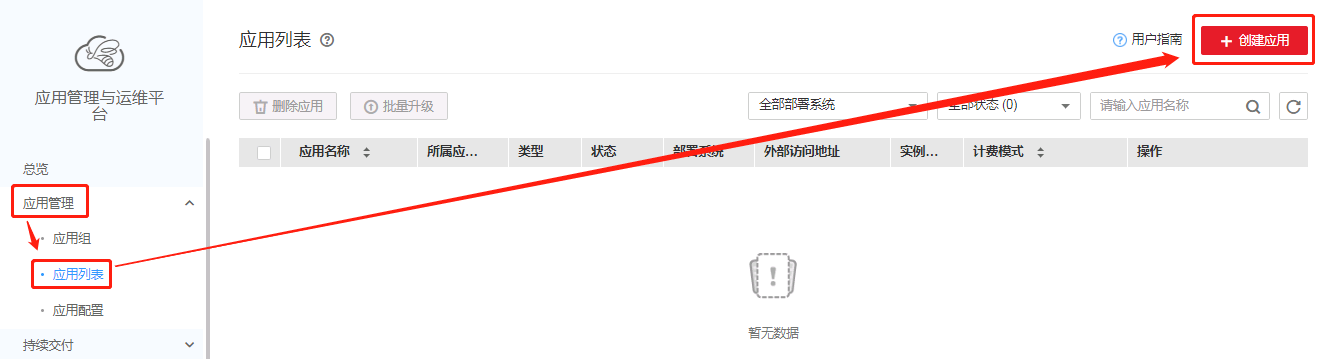 应用管理与运维平
台
总览
应用管理
应用组
应用列表
应用配置
持续交付
应用列表
用户指南
+ 创建应用
删除应用
批量升级
全部部署系统
全部状态 (0)
请输入应用名称
应用名称 所属应... 类型 状态 部署系统 外部访问地址 实例... 计费模式 操作
暂无数据